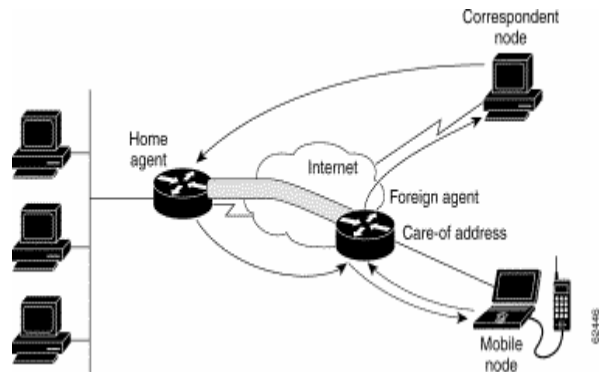 Correspondent
node
Home
agent
Internet
Foreign agent
Care-of address
Mobile
node
62446